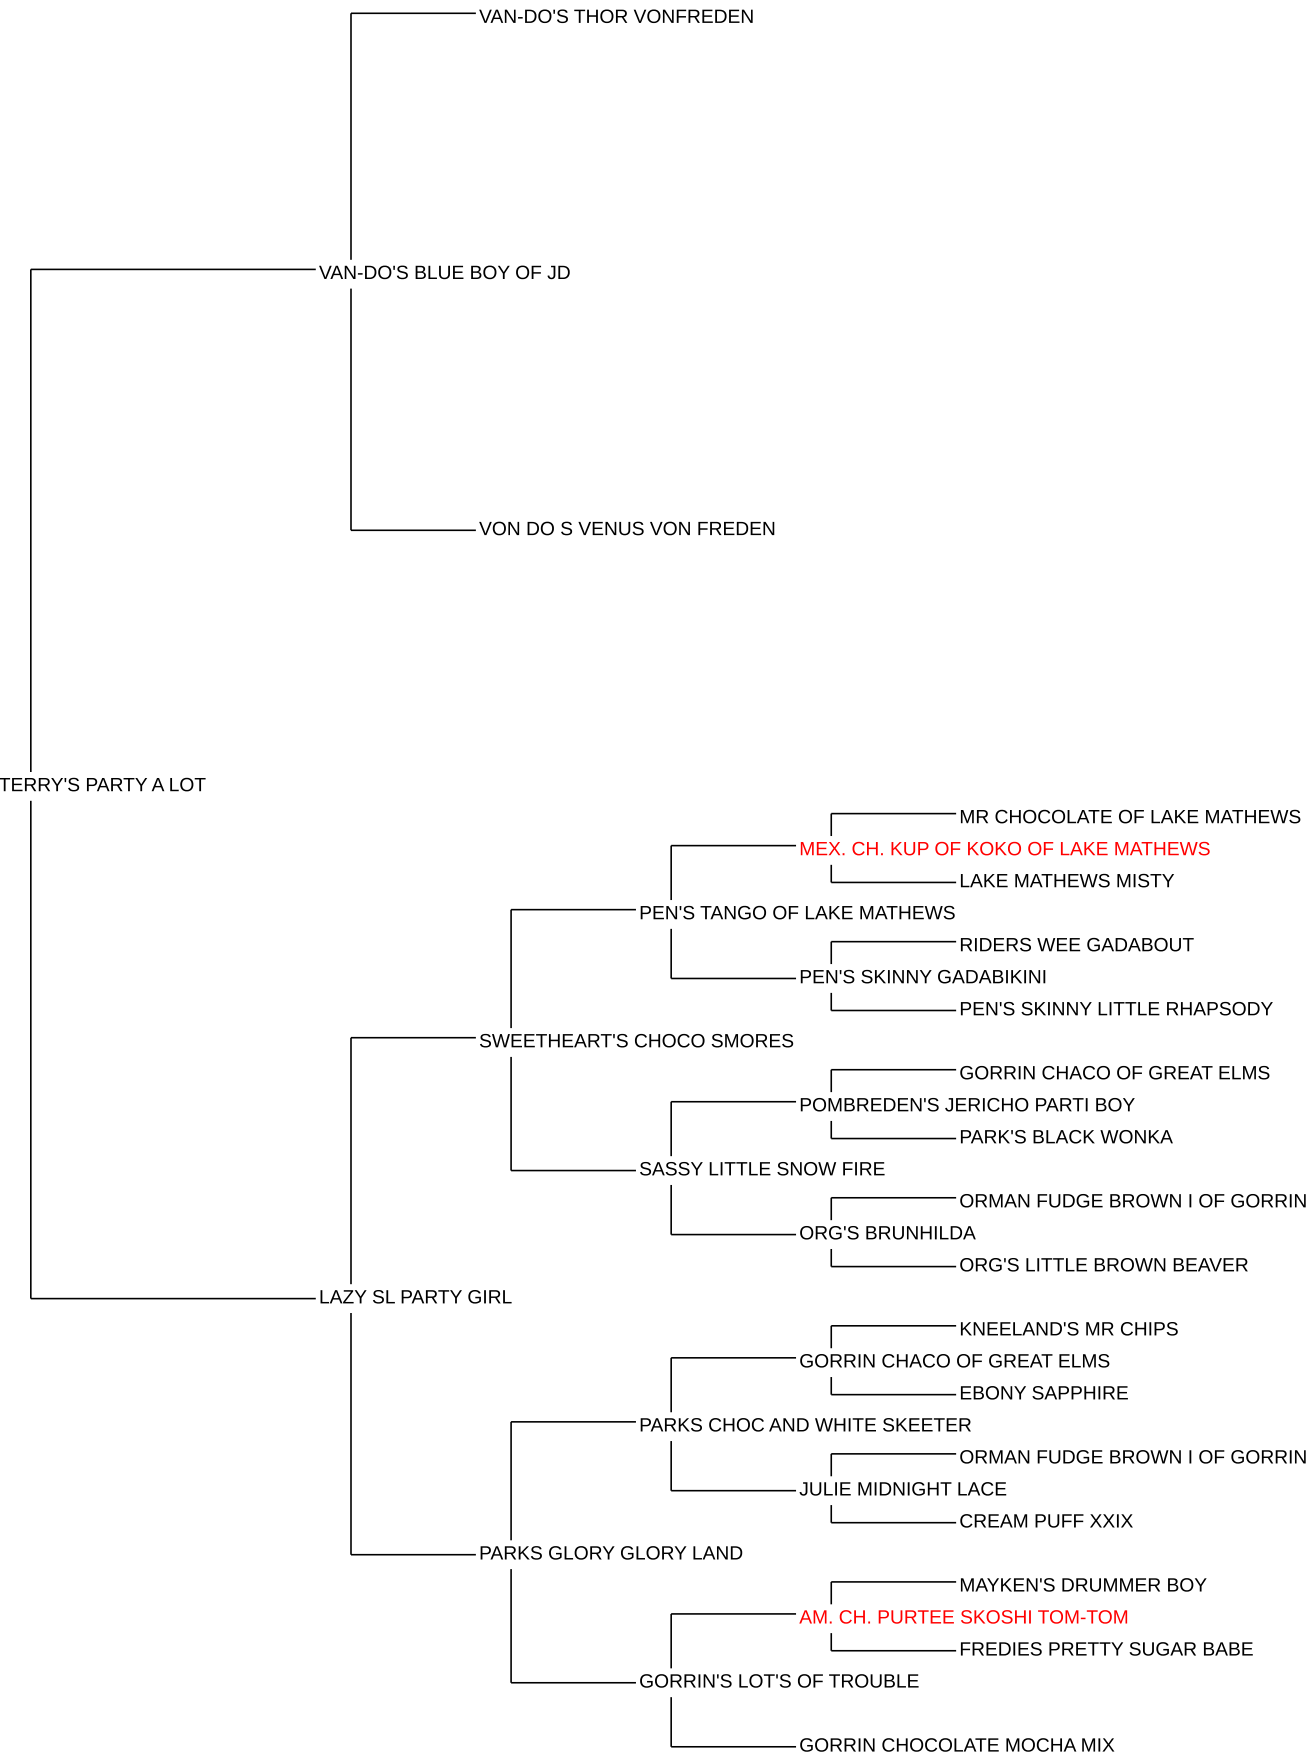 VAN-DO'S THOR VONFREDEN
VAN-DO'S BLUE BOY OF JD
VON DO S VENUS VON FREDEN
TERRY'S PARTY A LOT
MR CHOCOLATE OF LAKE MATHEWS
MEX. CH. KUP OF KOKO OF LAKE MATHEWS
LAKE MATHEWS MISTY
PEN'S TANGO OF LAKE MATHEWS
RIDERS WEE GADABOUT
PEN'S SKINNY GADABIKINI
PEN'S SKINNY LITTLE RHAPSODY
SWEETHEART'S CHOCO SMORES
GORRIN CHACO OF GREAT ELMS
POMBREDEN'S JERICHO PARTI BOY
PARK'S BLACK WONKA
SASSY LITTLE SNOW FIRE
ORMAN FUDGE BROWN I OF GORRIN
ORG'S BRUNHILDA
ORG'S LITTLE BROWN BEAVER
LAZY SL PARTY GIRL
KNEELAND'S MR CHIPS
GORRIN CHACO OF GREAT ELMS
EBONY SAPPHIRE
PARKS CHOC AND WHITE SKEETER
ORMAN FUDGE BROWN I OF GORRIN
JULIE MIDNIGHT LACE
CREAM PUFF XXIX
PARKS GLORY GLORY LAND
MAYKEN'S DRUMMER BOY
AM. CH. PURTEE SKOSHI TOM-TOM
FREDIES PRETTY SUGAR BABE
GORRIN'S LOT'S OF TROUBLE
GORRIN CHOCOLATE MOCHA MIX